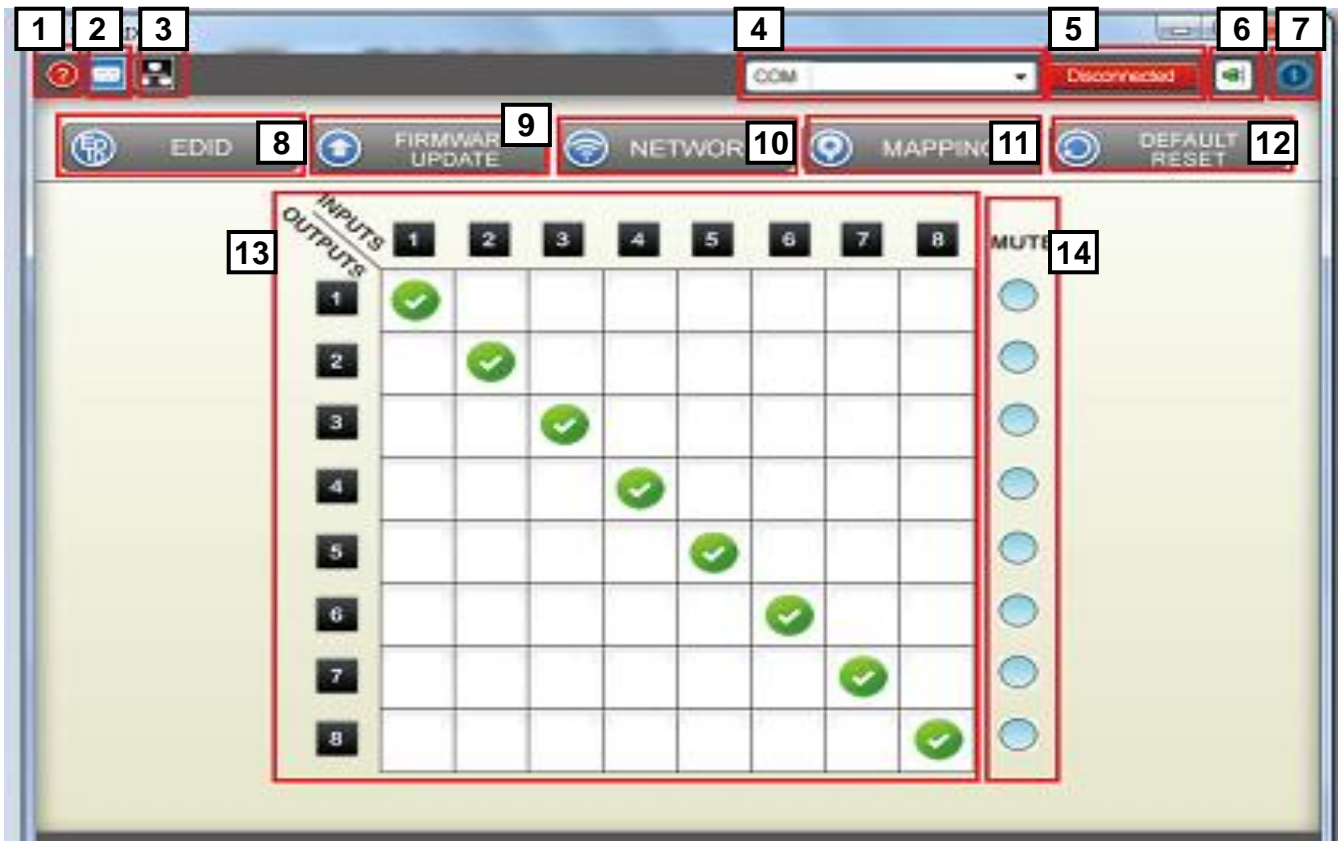 1 2 3 4 5 6 7
?
COM
Disconnected
EDID 8
FIRMWARE UPDATE 9
NETWOR 10
MAPPING 11
DEFAULT RESET 12
INPUTS
OUTPUTS
13
1 2 3 4 5 6 7 8
MUTE
14
1
2
3
4
5
6
7
8